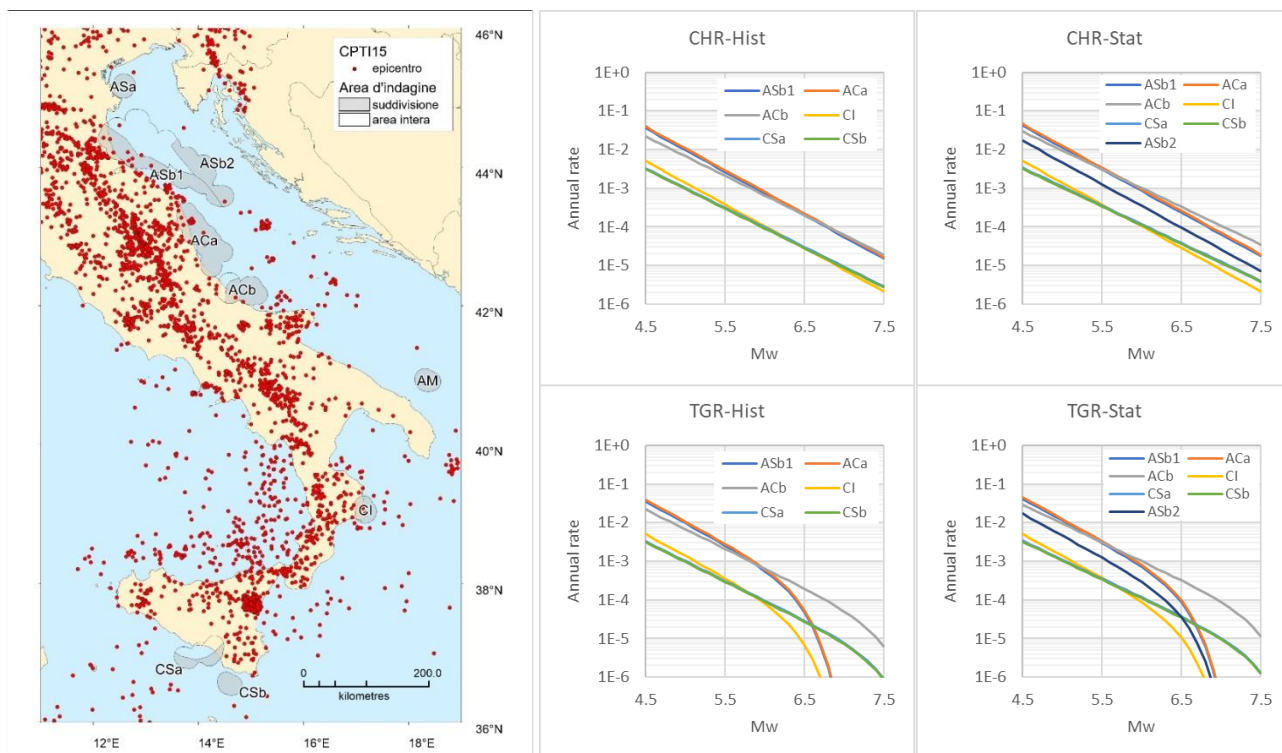 CPTI15
epicentro
Area d'indagine
suddivisione
area intera
ASa
ASb2
ASb1
ACa
ACb
AM
CI
CSa
CSb
0.0
200.0
kilometres
46°N
44°N
42°N
40°N
38°N
36°N
12°E
14°E
16°E
18°E
CHR-Hist
Annual rate
1E+0
1E-1
1E-2
1E-3
1E-4
1E-5
1E-6
ASb1 ACa
ACb CI
CSa CSb
4.5 5.5 6.5 7.5
Mw
CHR-Stat
Annual rate
1E+0
1E-1
1E-2
1E-3
1E-4
1E-5
1E-6
ASb1 ACa
ACb CI
CSa CSb
ASb2
4.5 5.5 6.5 7.5
Mw
TGR-Hist
Annual rate
1E+0
1E-1
1E-2
1E-3
1E-4
1E-5
1E-6
ASb1 ACa
ACb CI
CSa CSb
4.5 5.5 6.5 7.5
Mw
TGR-Stat
Annual rate
1E+0
1E-1
1E-2
1E-3
1E-4
1E-5
1E-6
ASb1 ACa
ACb CI
CSa CSb
ASb2
4.5 5.5 6.5 7.5
Mw